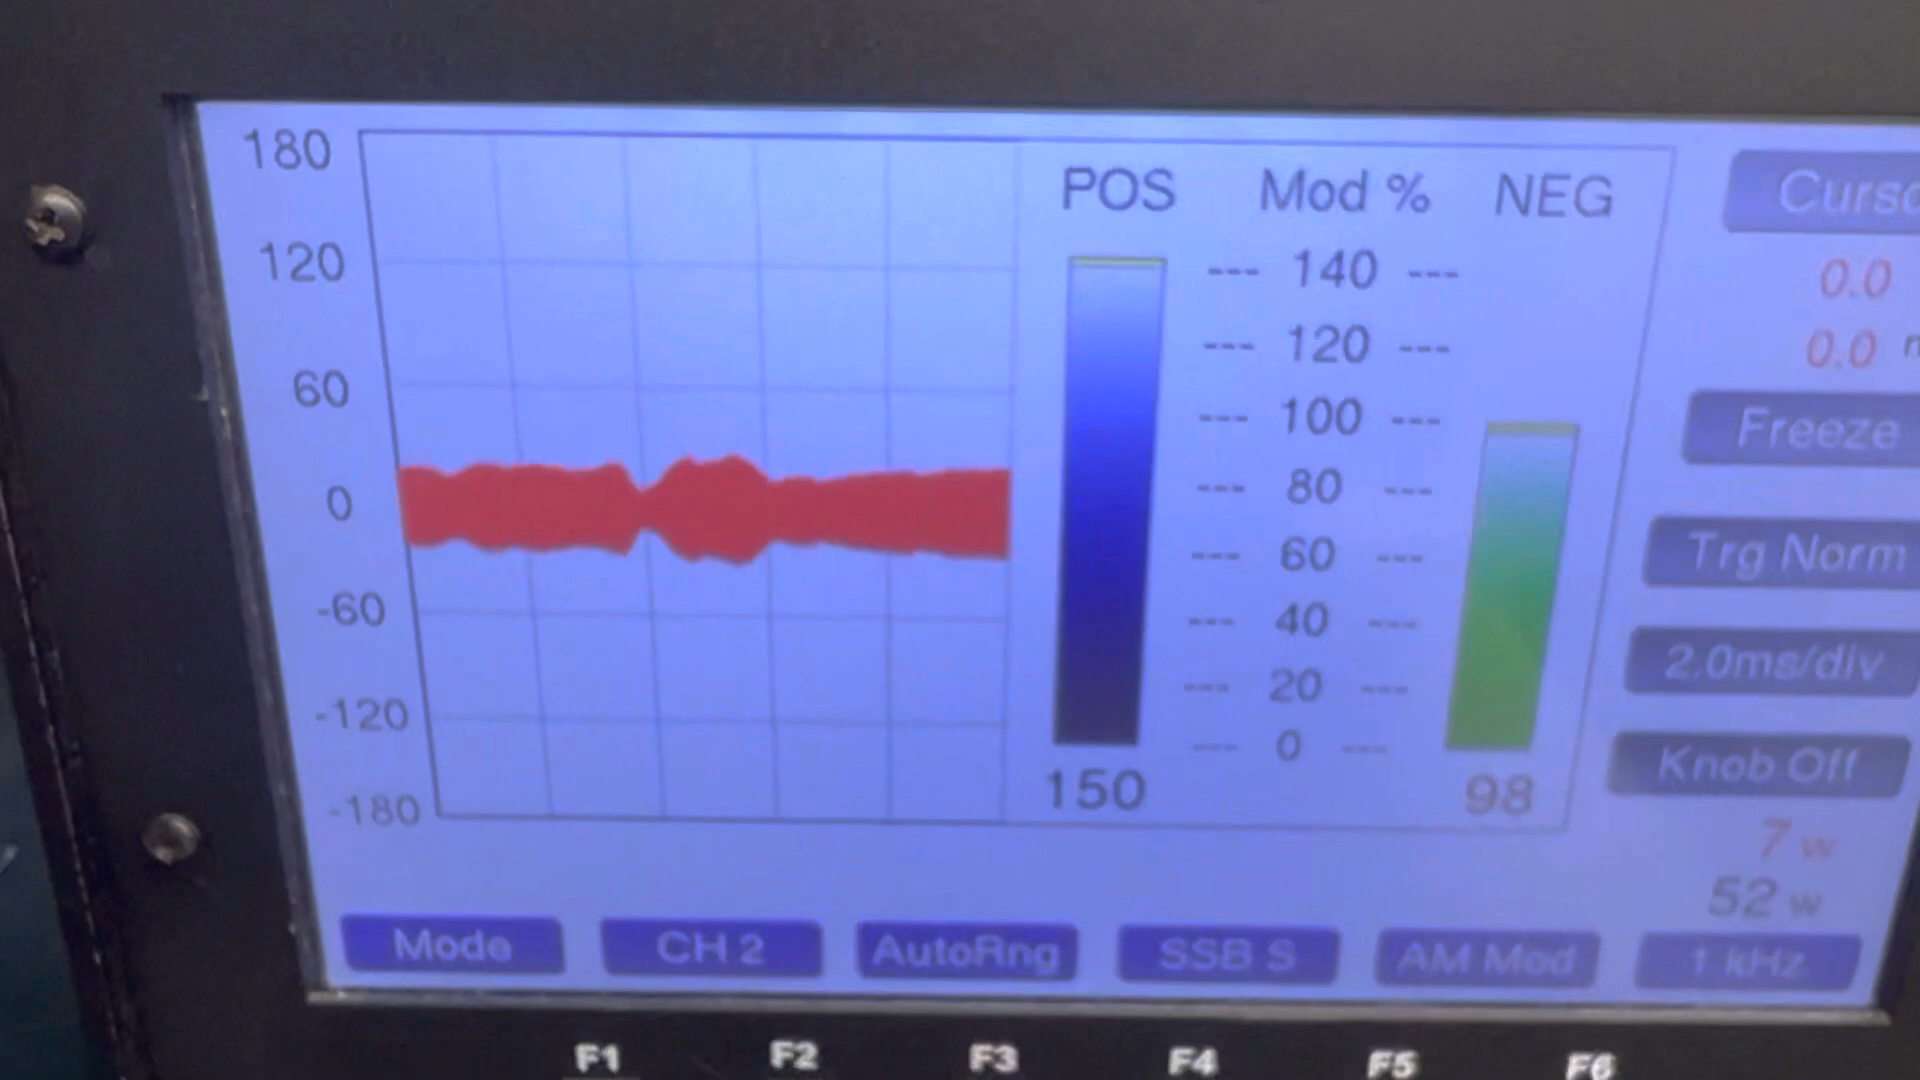 180
120
60
0
-60
-120
-180
POS Mod % NEG
--- 140 ---
--- 120 ---
--- 100 ---
--- 80 ---
--- 60 ---
--- 40 ---
--- 20 ---
--- 0 ---
150
98
Curso
0.0
0.0
Freeze
Trg Norm
2.0ms/div
Knob Off
7 w
52 w
Mode CH 2 AutoRng SSB S AM Mod 1 kHz
F1 F2 F3 F4 F5 F6